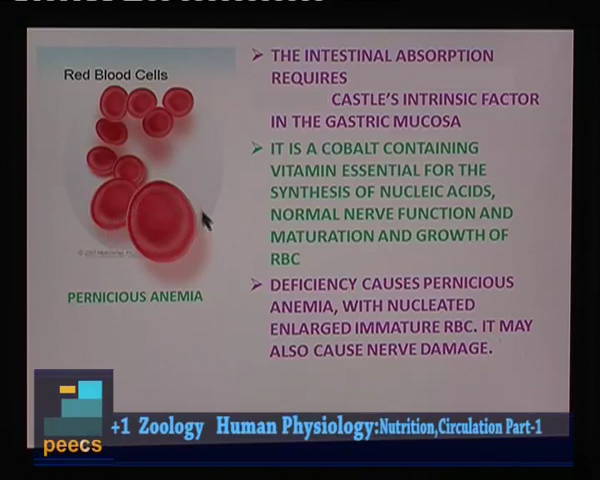 Red Blood Cells
PERNICIOUS ANEMIA
THE INTESTINAL ABSORPTION
REQUIRES
CASTLE'S INTRINSIC FACTOR
IN THE GASTRIC MUCOSA
IT IS A COBALT CONTAINING
VITAMIN ESSENTIAL FOR THE
SYNTHESIS OF NUCLEIC ACIDS,
NORMAL NERVE FUNCTION AND
MATURATION AND GROWTH OF
RBC
DEFICIENCY CAUSES PERNICIOUS
ANEMIA, WITH NUCLEATED
ENLARGED IMMATURE RBC. IT MAY
ALSO CAUSE NERVE DAMAGE.
peecs
+1 Zoology Human Physiology:Nutrition,Circulation Part-1